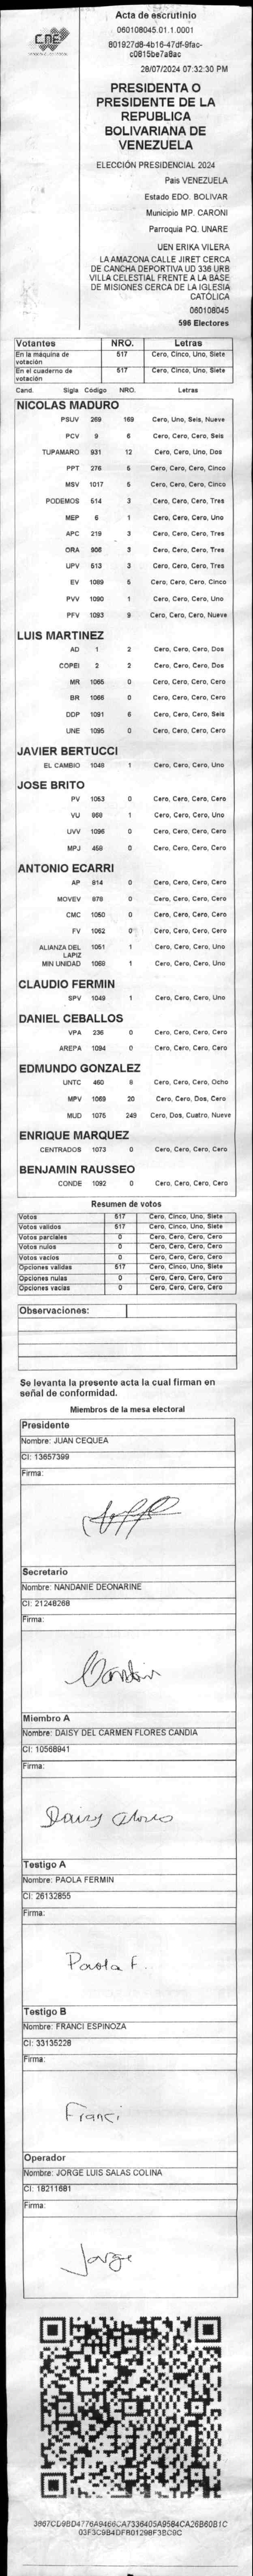 CNE
Acta de escrutinio
060108045.01.1.0001
801927d8-4b16-47df-9fac-
c0815be7a8ac
28/07/2024 07:32:30 PM
PRESIDENTA O
PRESIDENTE DE LA
REPUBLICA
BOLIVARIANA DE
VENEZUELA
ELECCIÓN PRESIDENCIAL 2024
Pais VENEZUELA
Estado EDO. BOLIVAR
Municipio MP. CARONI
Parroquia PQ. UNARE
UEN ERIKA VILERA
LA AMAZONA CALLE JIRET CERCA
DE CANCHA DEPORTIVA UD 336 URB
VILLA CELESTIAL FRENTE A LA BASE
DE MISIONES CERCA DE LA IGLESIA
CATÓLICA
060108045
596 Electores
Votantes NRO. Letras
En la máquina de votación 517 Cero, Cinco, Uno, Siete
En el cuaderno de votación 517 Cero, Cinco, Uno, Siete
Cand. Sigla Código NRO. Letras
NICOLAS MADURO
PSUV 269 169 Cero, Uno, Seis, Nueve
PCV 9 6 Cero, Cero, Cero, Seis
TUPAMARO 931 12 Cero, Cero, Uno, Dos
PPT 276 5 Cero, Cero, Cero, Cinco
MSV 1017 5 Cero, Cero, Cero, Cinco
PODEMOS 514 3 Cero, Cero, Cero, Tres
MEP 6 1 Cero, Cero, Cero, Uno
APC 219 3 Cero, Cero, Cero, Tres
ORA 906 3 Cero, Cero, Cero, Tres
UPV 513 3 Cero, Cero, Cero, Tres
EV 1089 5 Cero, Cero, Cero, Cinco
PVV 1090 1 Cero, Cero, Cero, Uno
PFV 1093 9 Cero, Cero, Cero, Nueve
LUIS MARTINEZ
AD 1 2 Cero, Cero, Cero, Dos
COPEI 2 2 Cero, Cero, Cero, Dos
MR 1065 0 Cero, Cero, Cero, Cero
BR 1066 0 Cero, Cero, Cero, Cero
DDP 1091 6 Cero, Cero, Cero, Seis
UNE 1095 0 Cero, Cero, Cero, Cero
JAVIER BERTUCCI
EL CAMBIO 1048 1 Cero, Cero, Cero, Uno
JOSE BRITO
PV 1053 0 Cero, Cero, Cero, Cero
VU 868 1 Cero, Cero, Cero, Uno
UVV 1096 0 Cero, Cero, Cero, Cero
MPJ 458 0 Cero, Cero, Cero, Cero
ANTONIO ECARRI
AP 914 0 Cero, Cero, Cero, Cero
MOVEV 878 0 Cero, Cero, Cero, Cero
CMC 1050 0 Cero, Cero, Cero, Cero
FV 1062 0 Cero, Cero, Cero, Cero
ALIANZA DEL LAPIZ 1051 1 Cero, Cero, Cero, Uno
MIN UNIDAD 1068 1 Cero, Cero, Cero, Uno
CLAUDIO FERMIN
SPV 1049 1 Cero, Cero, Cero, Uno
DANIEL CEBALLOS
VPA 236 0 Cero, Cero, Cero, Cero
AREPA 1094 0 Cero, Cero, Cero, Cero
EDMUNDO GONZALEZ
UNTC 460 8 Cero, Cero, Cero, Ocho
MPV 1069 20 Cero, Cero, Dos, Cero
MUD 1075 249 Cero, Dos, Cuatro, Nueve
ENRIQUE MARQUEZ
CENTRADOS 1073 0 Cero, Cero, Cero, Cero
BENJAMIN RAUSSEO
CONDE 1092 0 Cero, Cero, Cero, Cero
Resumen de votos
Votos 517 Cero, Cinco, Uno, Siete
Votos validos 517 Cero, Cinco, Uno, Siete
Votos parciales 0 Cero, Cero, Cero, Cero
Votos nulos 0 Cero, Cero, Cero, Cero
Votos vacíos 0 Cero, Cero, Cero, Cero
Opciones válidas 517 Cero, Cinco, Uno, Siete
Opciones nulas 0 Cero, Cero, Cero, Cero
Opciones vacías 0 Cero, Cero, Cero, Cero
Observaciones:
Se levanta la presente acta la cual firman en
señal de conformidad.
Miembros de la mesa electoral
Presidente
Nombre: JUAN CEQUEA
CI: 13657399
Firma:
Secretario
Nombre: NANDANIE DEONARINE
CI: 21248268
Firma:
Miembro A
Nombre: DAISY DEL CARMEN FLORES CANDIA
CI: 10568941
Firma:
Daisy Flores
Testigo A
Nombre: PAOLA FERMIN
CI: 26132855
Firma:
Paola F.
Testigo B
Nombre: FRANCI ESPINOZA
CI: 33135228
Firma:
Franci
Operador
Nombre: JORGE LUIS SALAS COLINA
CI: 18211681
Firma:
Jorge